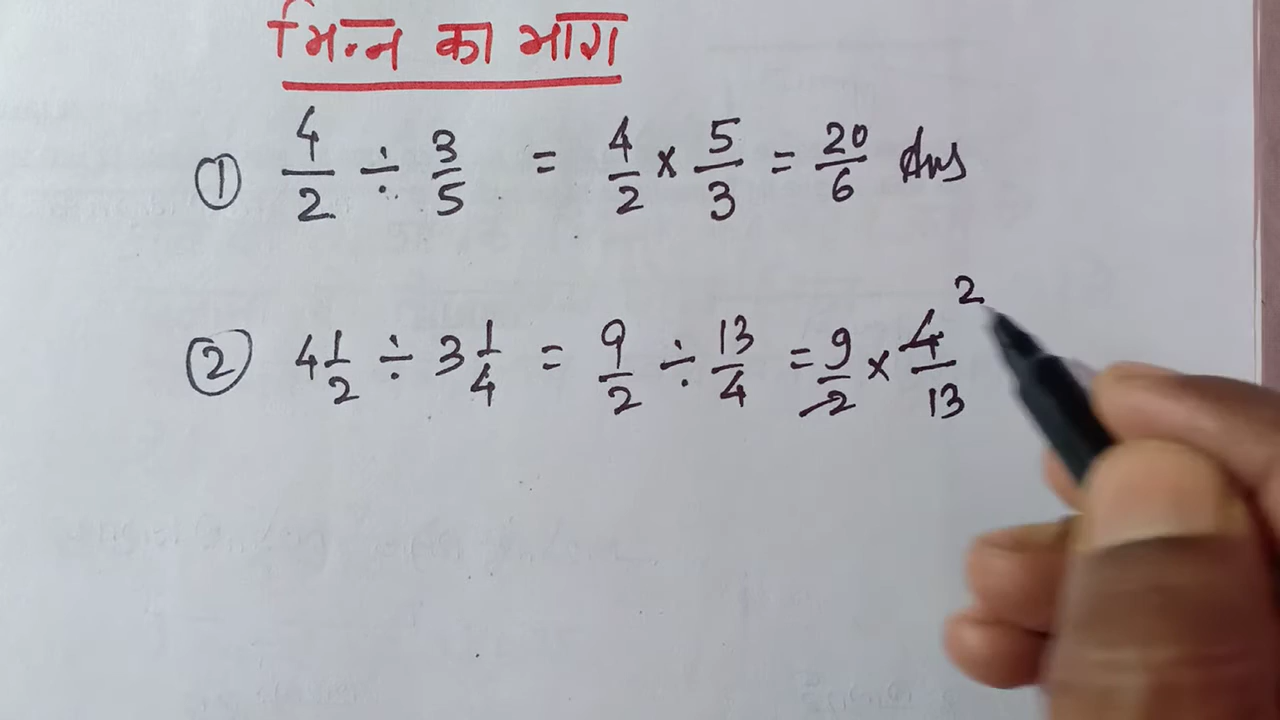 भिन्न का भाग
① 4/2 ÷ 3/5 = 4/2 × 5/3 = 20/6 Ans
② 4 1/2 ÷ 3 1/4 = 9/2 ÷ 13/4 = 9/2 × 4/13 2